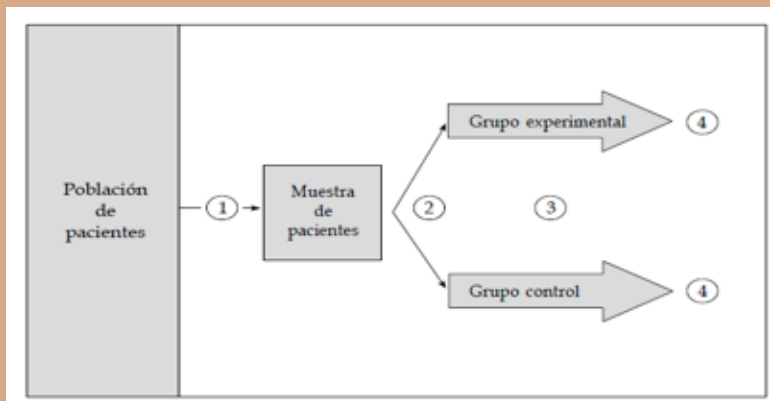 Población
de
pacientes
1
Muestra
de
pacientes
2
Grupo experimental
4
3
Grupo control
4